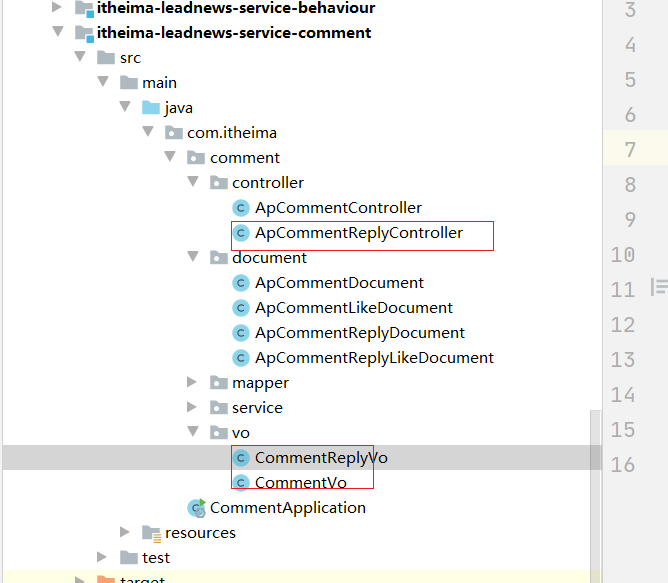 itheima-leadnews-service-behaviour
itheima-leadnews-service-comment
src
main
java
com.itheima
comment
controller
ApCommentController
ApCommentReplyController
document
ApCommentDocument
ApCommentLikeDocument
ApCommentReplyDocument
ApCommentReplyLikeDocument
mapper
service
vo
CommentReplyVo
CommentVo
CommentApplication
resources
test
target
3
4
5
6
7
8
9
10
11
12
13
14
15
16